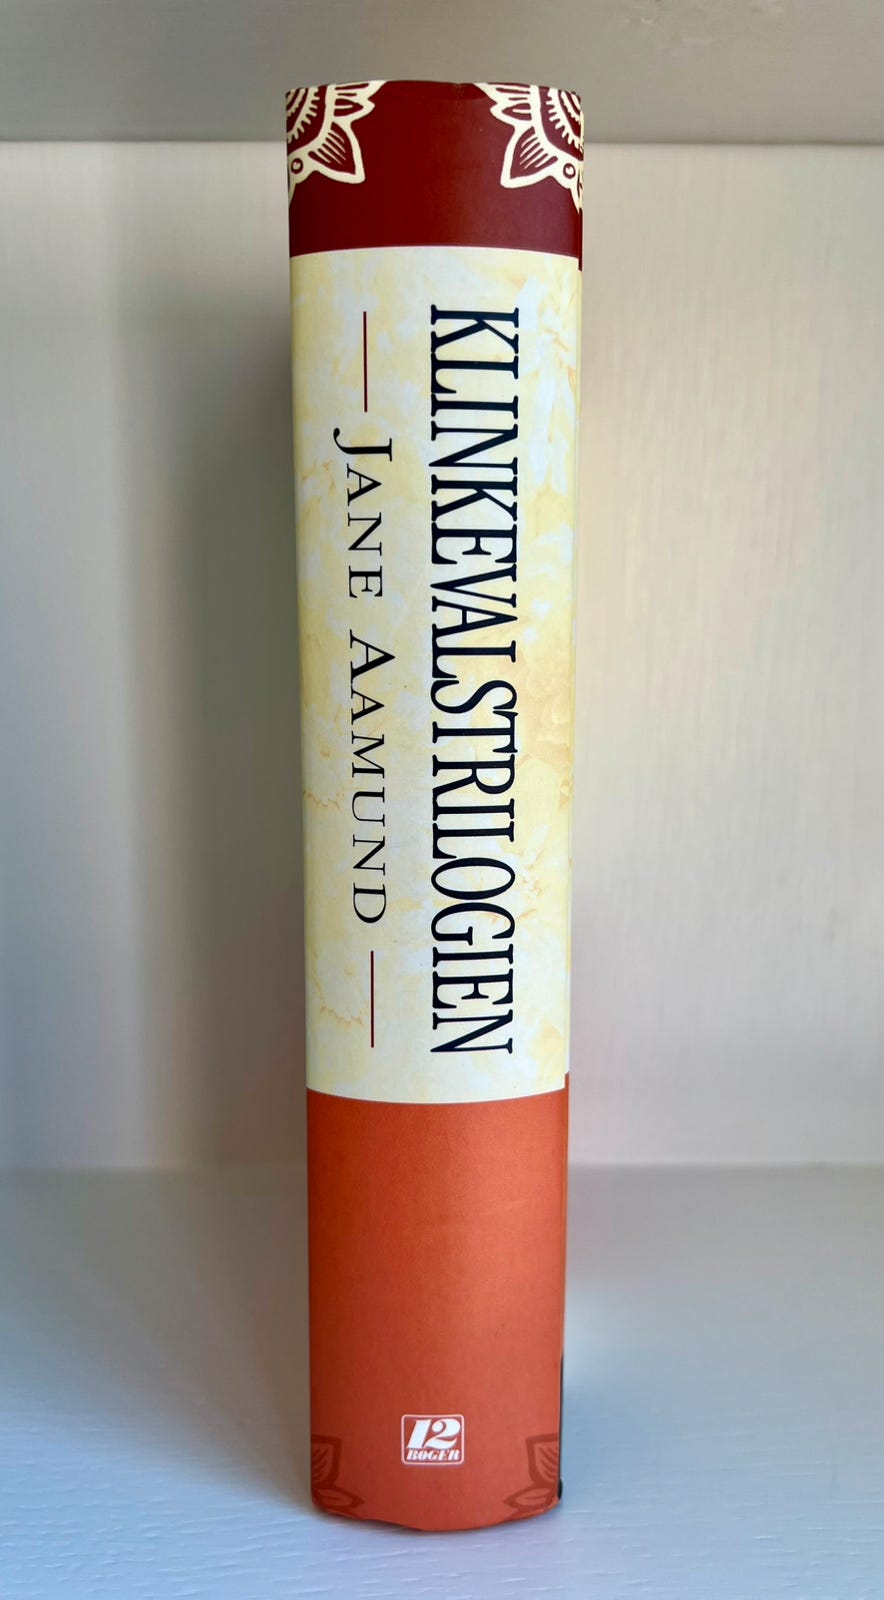 KLINKEVALSTRILOGIEN
JANE AAMUND
12
BØGER